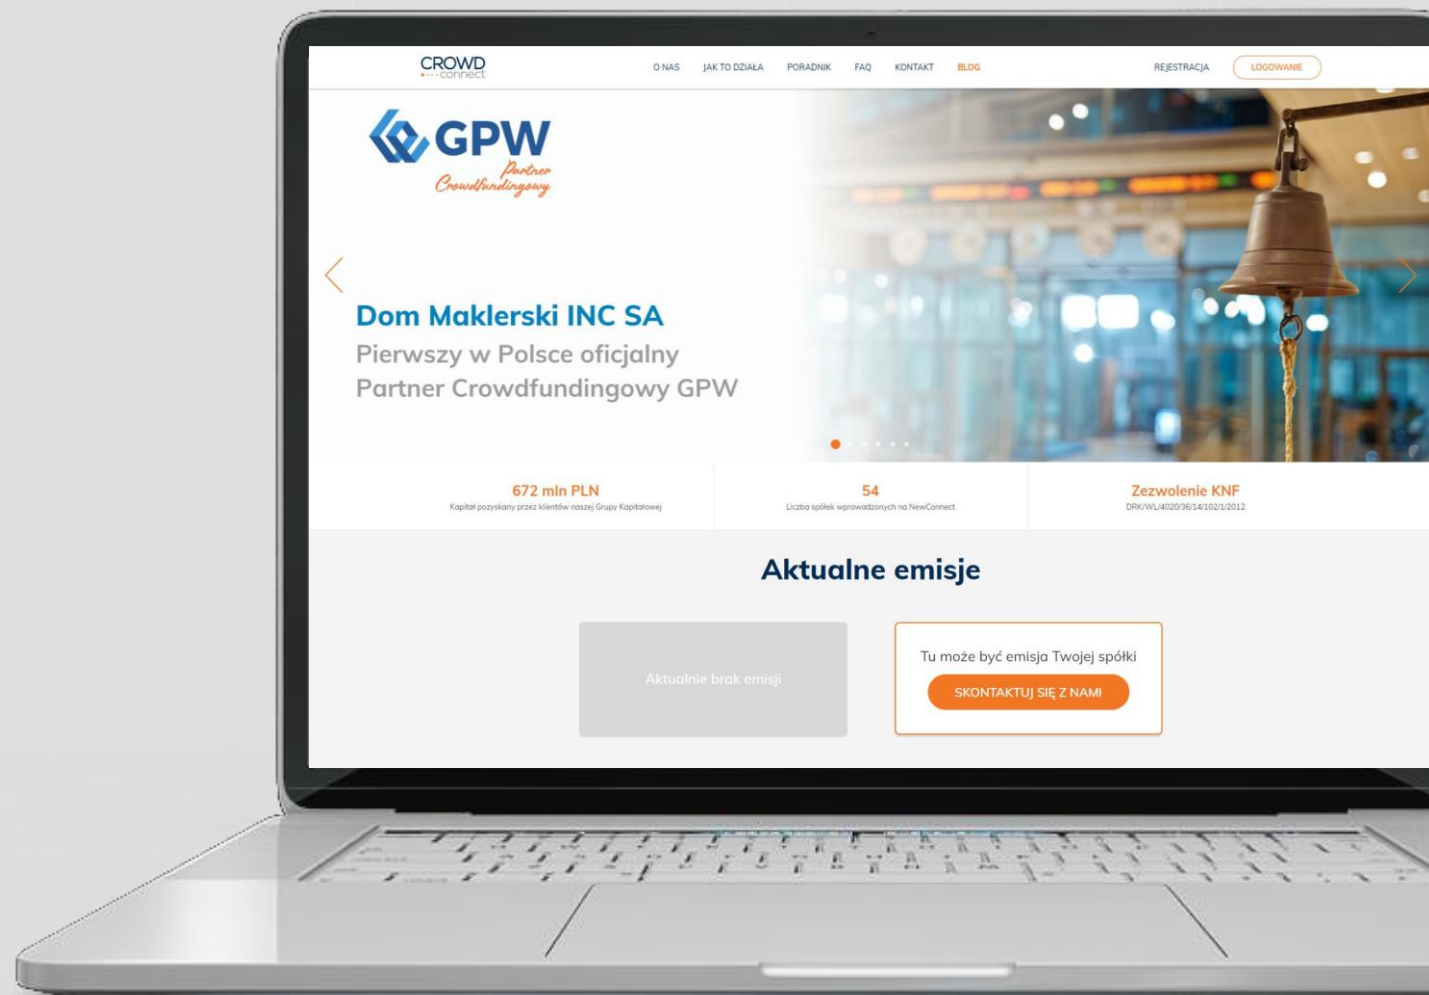 CROWD
connect
O NAS JAK TO DZIAŁA PORADNIK FAQ KONTAKT BLOG
REJESTRACJA LOGOWANIE
GPW
Partner
Crowdfundingowy
Dom Maklerski INC SA
Pierwszy w Polsce oficjalny
Partner Crowdfundingowy GPW
672 mln PLN
Kapitał pozyskany przez klientów naszej Grupy Kapitałowej
54
Liczba spółek wprowadzonych na NewConnect
Zezwolenie KNF
DRK/WL/4020/36/14/102/1/2012
Aktualne emisje
Aktualnie brak emisji
Tu może być emisja Twojej spółki
SKONTAKTUJ SIĘ Z NAMI